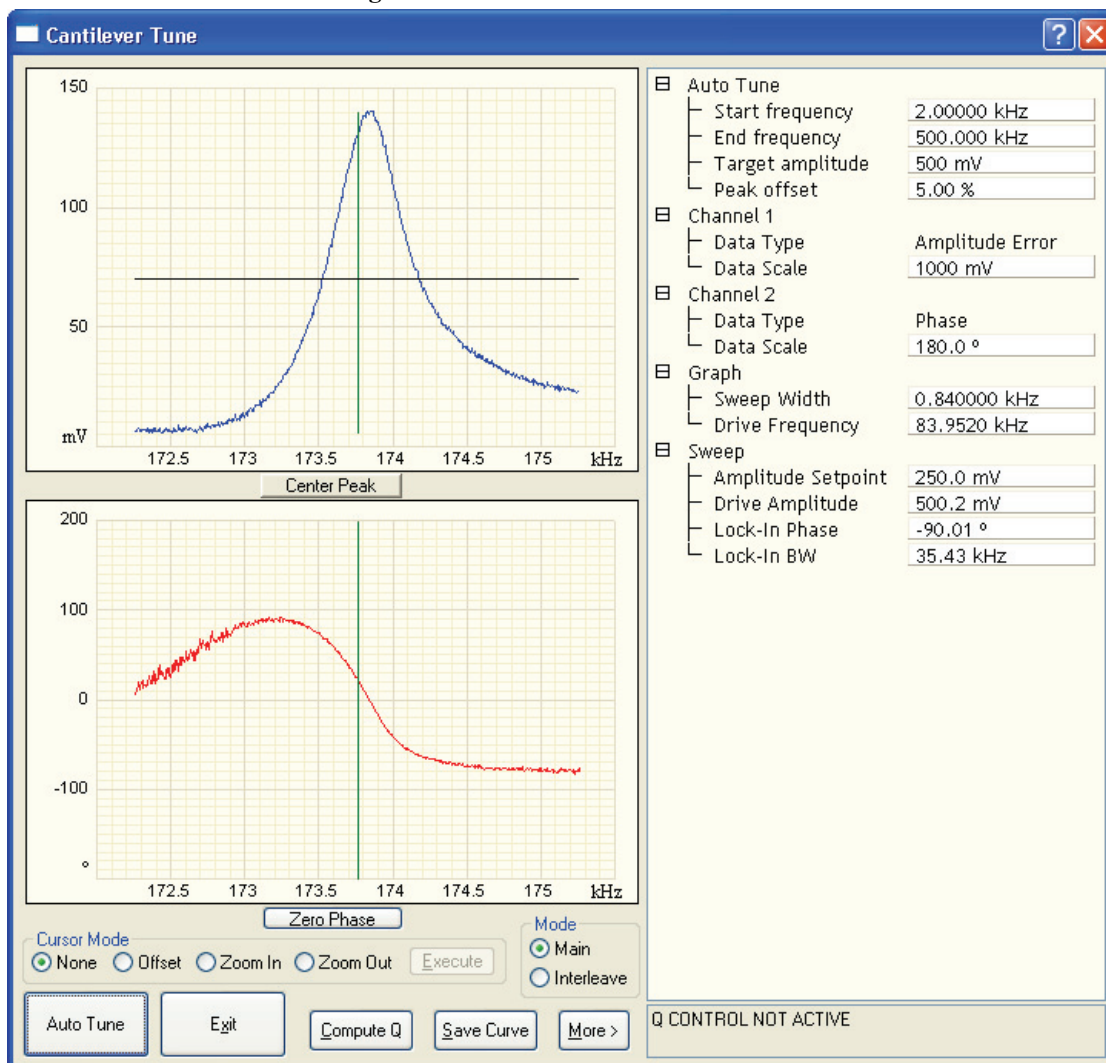 Cantilever Tune
150
100
50
mV
172.5 173 173.5 174 174.5 175 kHz
Center Peak
200
100
0
-100
°
172.5 173 173.5 174 174.5 175 kHz
Zero Phase
Cursor Mode
None Offset Zoom In Zoom Out Execute
Mode
Main
Interleave
Auto Tune Exit Compute Q Save Curve More >
Auto Tune
Start frequency 2.00000 kHz
End frequency 500.000 kHz
Target amplitude 500 mV
Peak offset 5.00 %
Channel 1
Data Type Amplitude Error
Data Scale 1000 mV
Channel 2
Data Type Phase
Data Scale 180.0 º
Graph
Sweep Width 0.840000 kHz
Drive Frequency 83.9520 kHz
Sweep
Amplitude Setpoint 250.0 mV
Drive Amplitude 500.2 mV
Lock-In Phase -90.01 º
Lock-In BW 35.43 kHz
Q CONTROL NOT ACTIVE